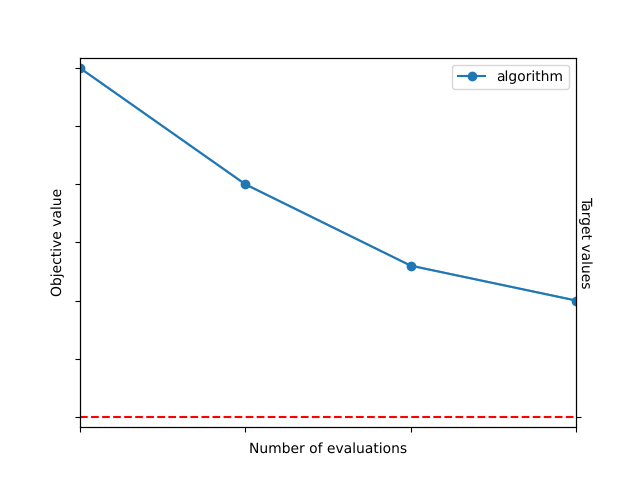 algorithm
Objective value
Target values
Number of evaluations